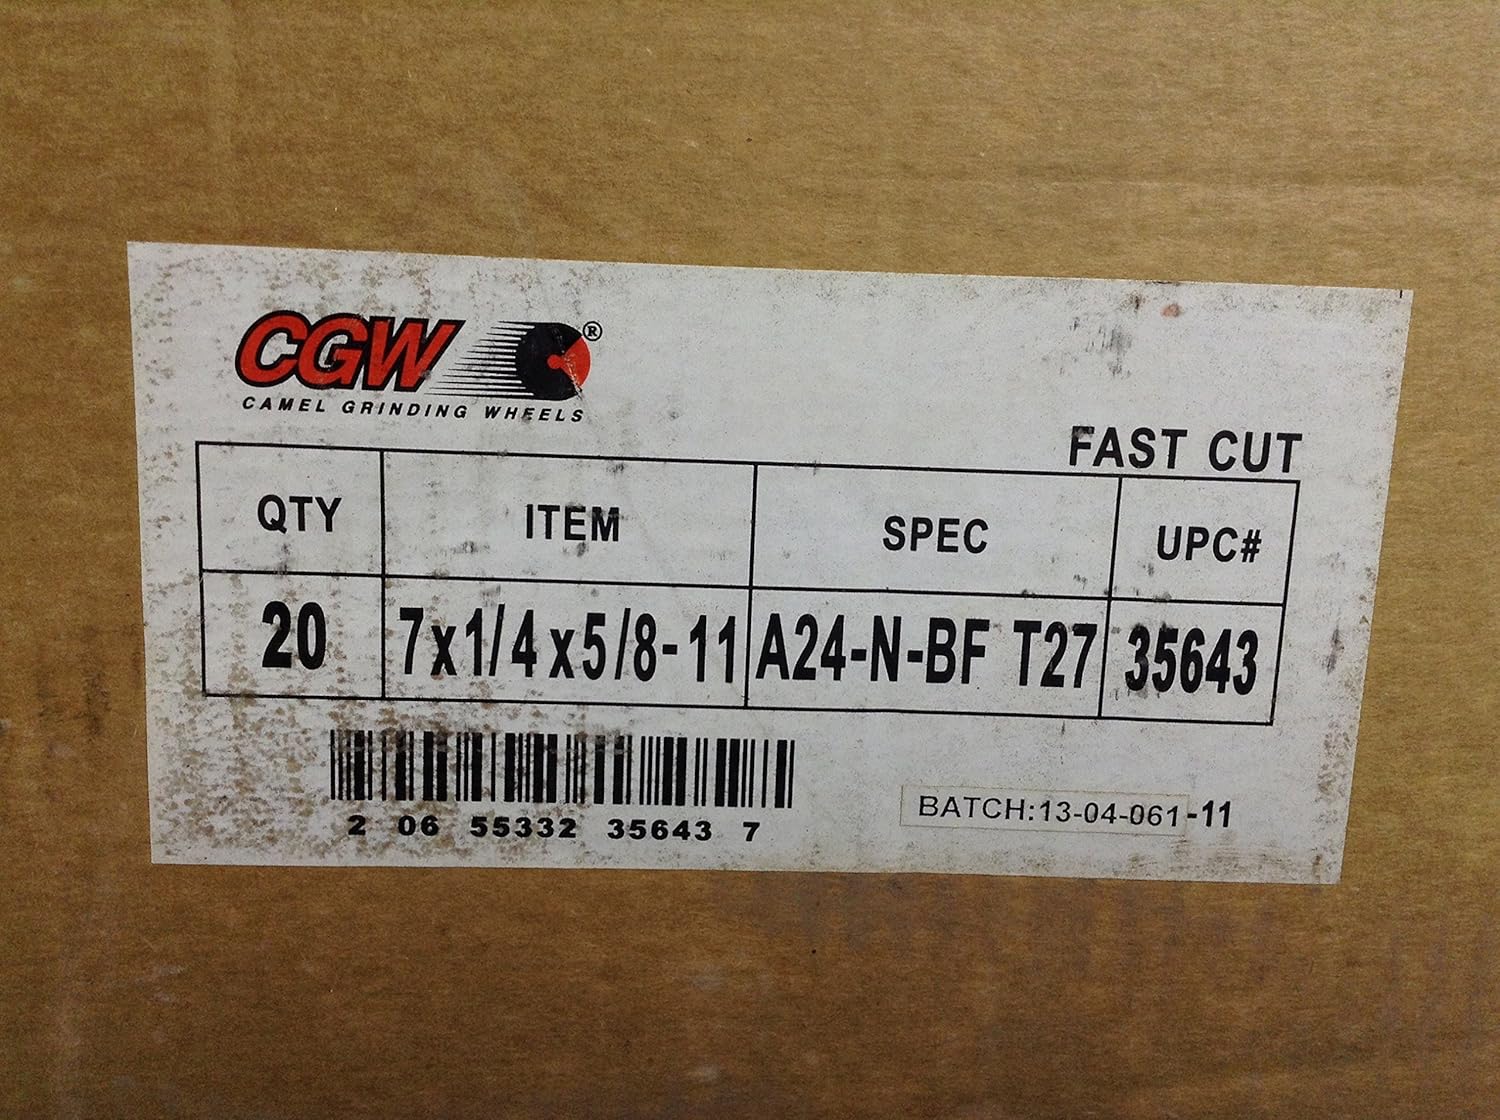 CGW®
CAMEL GRINDING WHEELS
FAST CUT
QTY ITEM SPEC UPC#
20 7x1/4x5/8-11 A24-N-BF T27 35643
2 06 55332 35643 7
BATCH:13-04-061-11